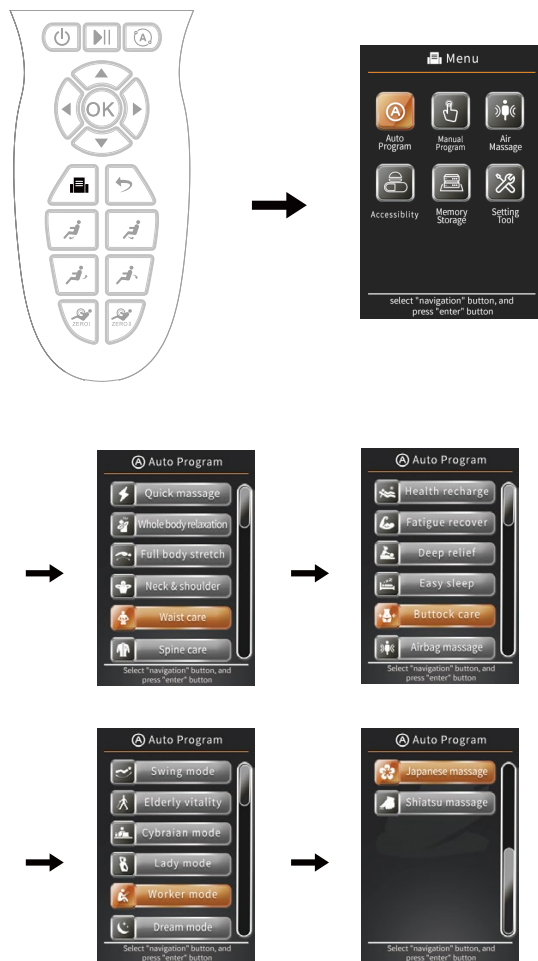 A
OK
ZERO I
ZERO II
Menu
A
Auto
Program
Manual
Program
Air
Massage
Accessiblity
Memory
Storage
Setting
Tool
select "navigation" button, and
press "enter" button
A Auto Program
Quick massage
Whole body relaxation
Full body stretch
Neck & shoulder
Waist care
Spine care
Select "navigation" button, and
press "enter" button
A Auto Program
Health recharge
Fatigue recover
Deep relief
Easy sleep
Buttock care
Airbag massage
Select "navigation" button, and
press "enter" button
A Auto Program
Swing mode
Elderly vitality
Cybraian mode
Lady mode
Worker mode
Dream mode
Select "navigation" button, and
press "enter" button
A Auto Program
Japanese massage
Shiatsu massage
Select "navigation" button, and
press "enter" button